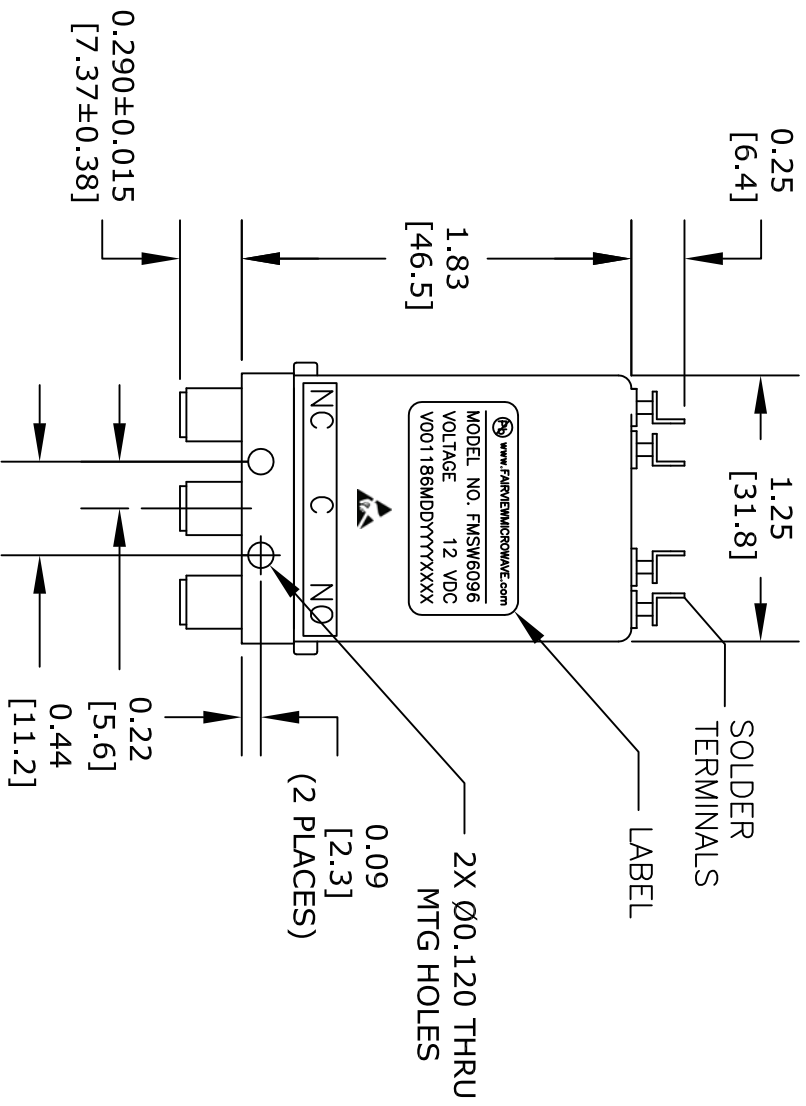 0.290±0.015
[7.37±0.38]
0.25
[6.4]
1.83
[46.5]
1.25
[31.8]
NC C NO
Pb www.FAIRVIEWMICROWAVE.com
MODEL NO. FMSW6096
VOLTAGE 12 VDC
V001186MDDYYYYXXXX
SOLDER
TERMINALS
LABEL
2X Ø0.120 THRU
MTG HOLES
0.09
[2.3]
(2 PLACES)
0.22
[5.6]
0.44
[11.2]